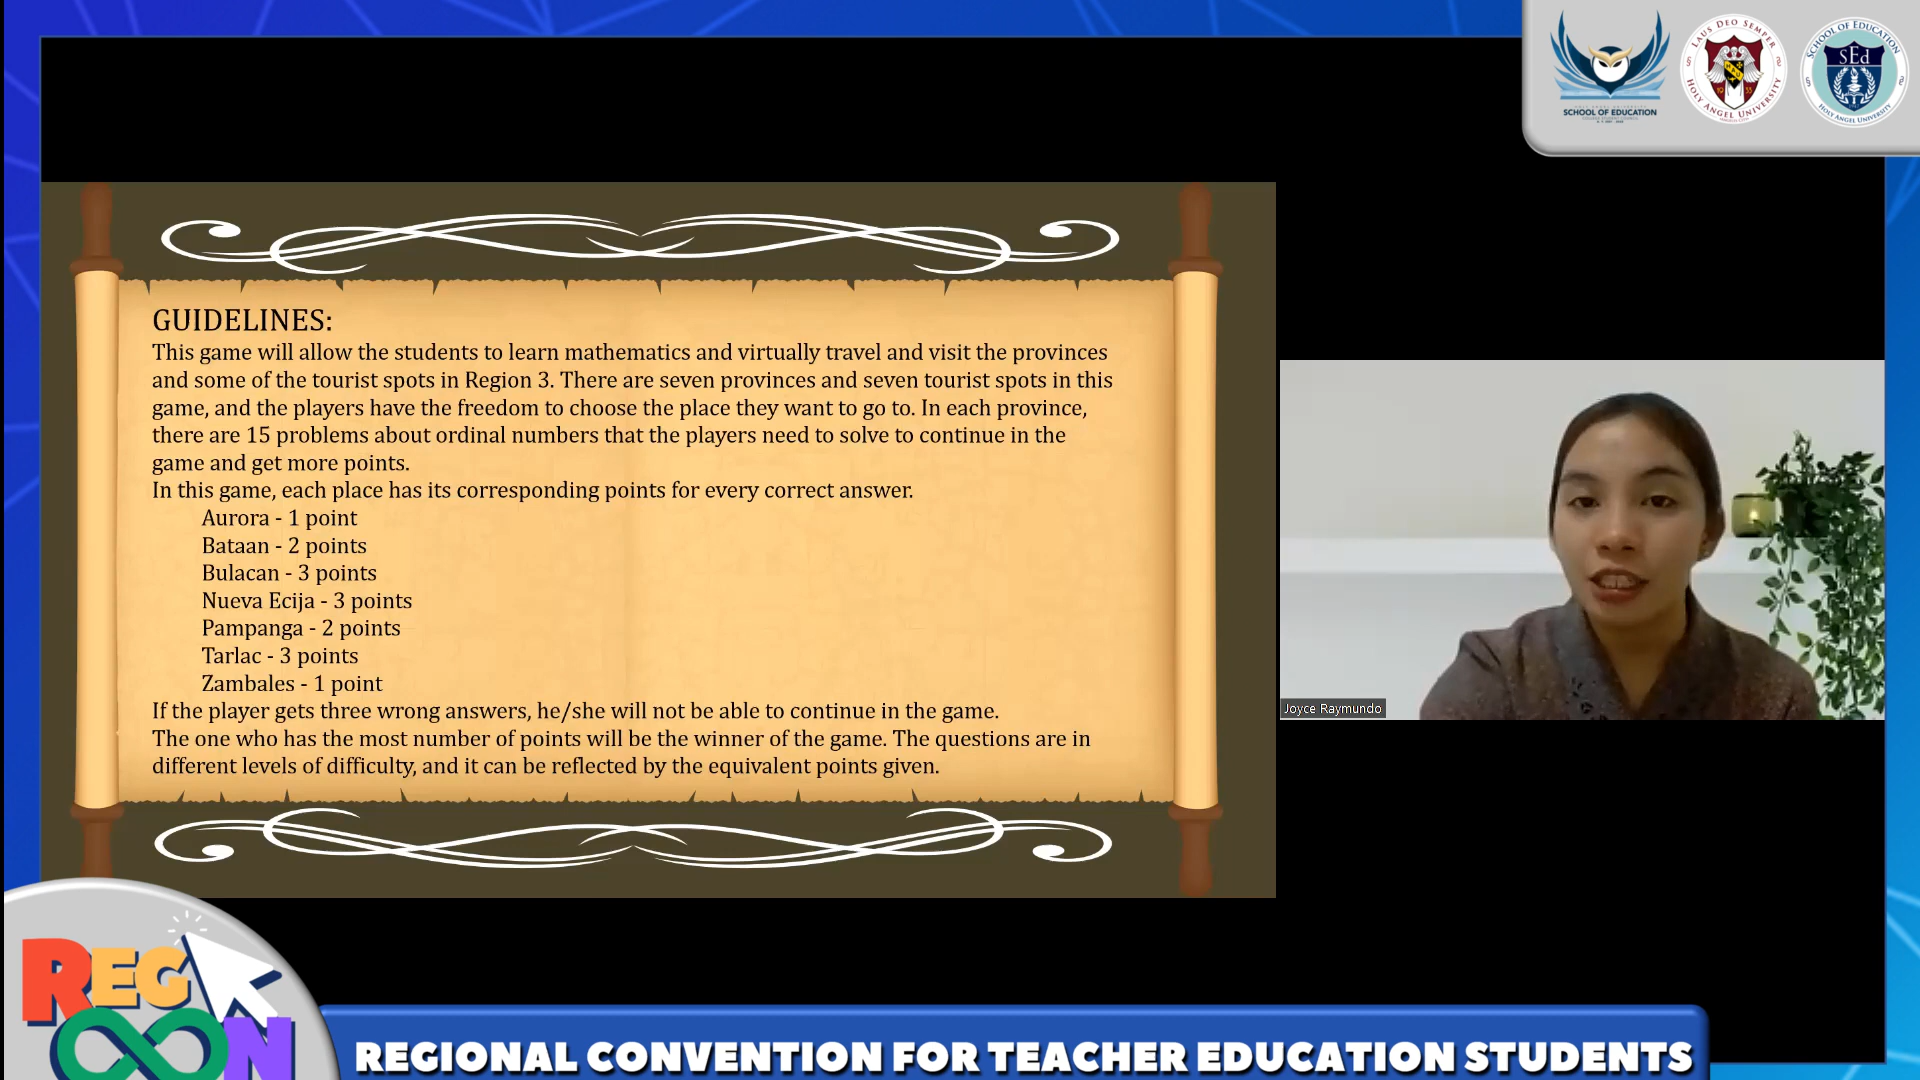 SCHOOL OF EDUCATION
LAUS DEO SEMPER
HOLY ANGEL UNIVERSITY
SCHOOL OF EDUCATION
SEd
HOLY ANGEL UNIVERSITY
GUIDELINES:
This game will allow the students to learn mathematics and virtually travel and visit the provinces
and some of the tourist spots in Region 3. There are seven provinces and seven tourist spots in this
game, and the players have the freedom to choose the place they want to go to. In each province,
there are 15 problems about ordinal numbers that the players need to solve to continue in the
game and get more points.
In this game, each place has its corresponding points for every correct answer.
Aurora - 1 point
Bataan - 2 points
Bulacan - 3 points
Nueva Ecija - 3 points
Pampanga - 2 points
Tarlac - 3 points
Zambales - 1 point
If the player gets three wrong answers, he/she will not be able to continue in the game.
The one who has the most number of points will be the winner of the game. The questions are in
different levels of difficulty, and it can be reflected by the equivalent points given.
Joyce Raymundo
REG
N
REGIONAL CONVENTION FOR TEACHER EDUCATION STUDENTS